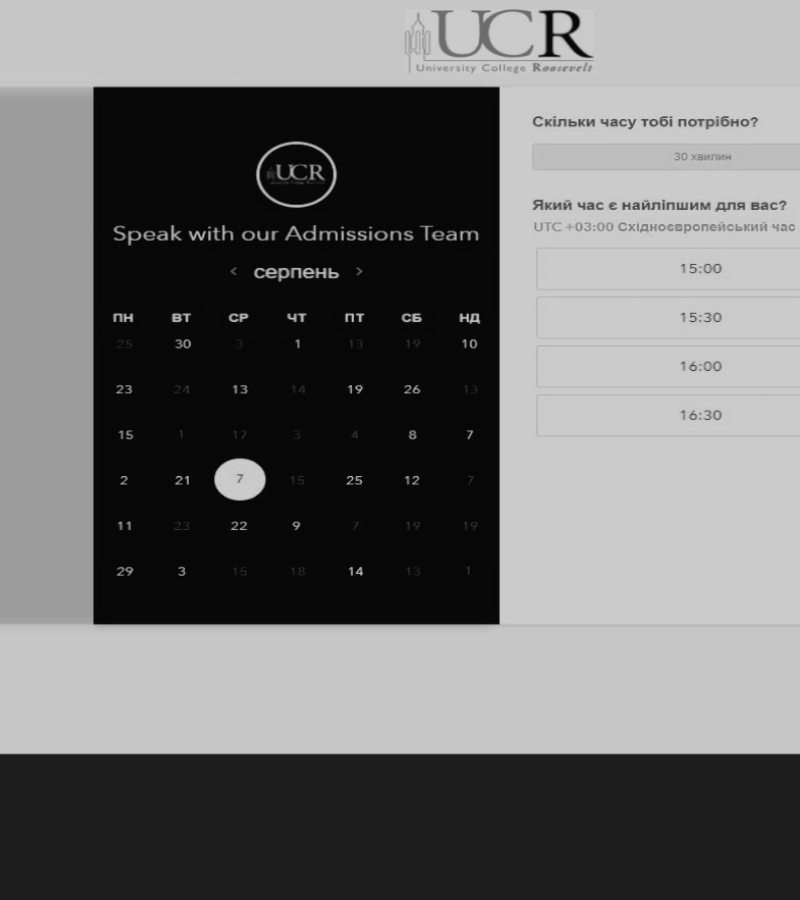 UCR
University College Roosevelt
UCR
Speak with our Admissions Team
< серпень >
ПН ВТ СР ЧТ ПТ СБ НД
25 30 3 1 13 19 10
23 24 13 14 19 26 13
15 1 17 3 4 8 7
2 21 7 15 25 12 7
11 23 22 9 7 19 19
29 3 15 18 14 13 1
Скільки часу тобі потрібно?
30 хвилин
Який час є найліпшим для вас?
UTC +03:00 Східноєвропейський час
15:00
15:30
16:00
16:30